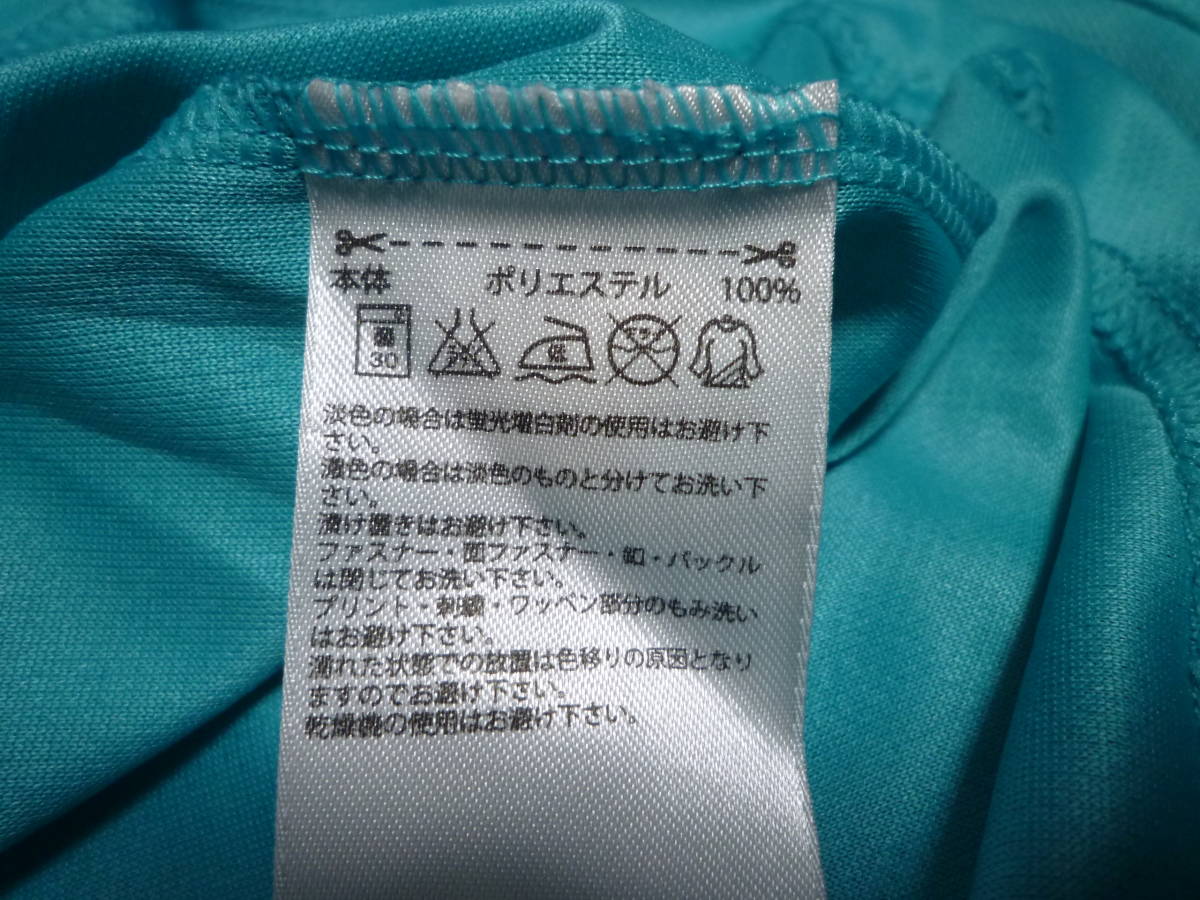 本体 ポリエステル 100%
30
淡色の場合は蛍光増白剤の使用はお避け下
さい。
濃色の場合は淡色のものと分けてお洗い下
さい。
漬け置きはお避け下さい。
ファスナー・面ファスナー・釦・バックル
は閉じてお洗い下さい。
プリント・刺繍・ワッペン部分のもみ洗い
はお避け下さい。
濡れた状態での放置は色移りの原因となり
ますのでお避け下さい。
乾燥機の使用はお避け下さい。